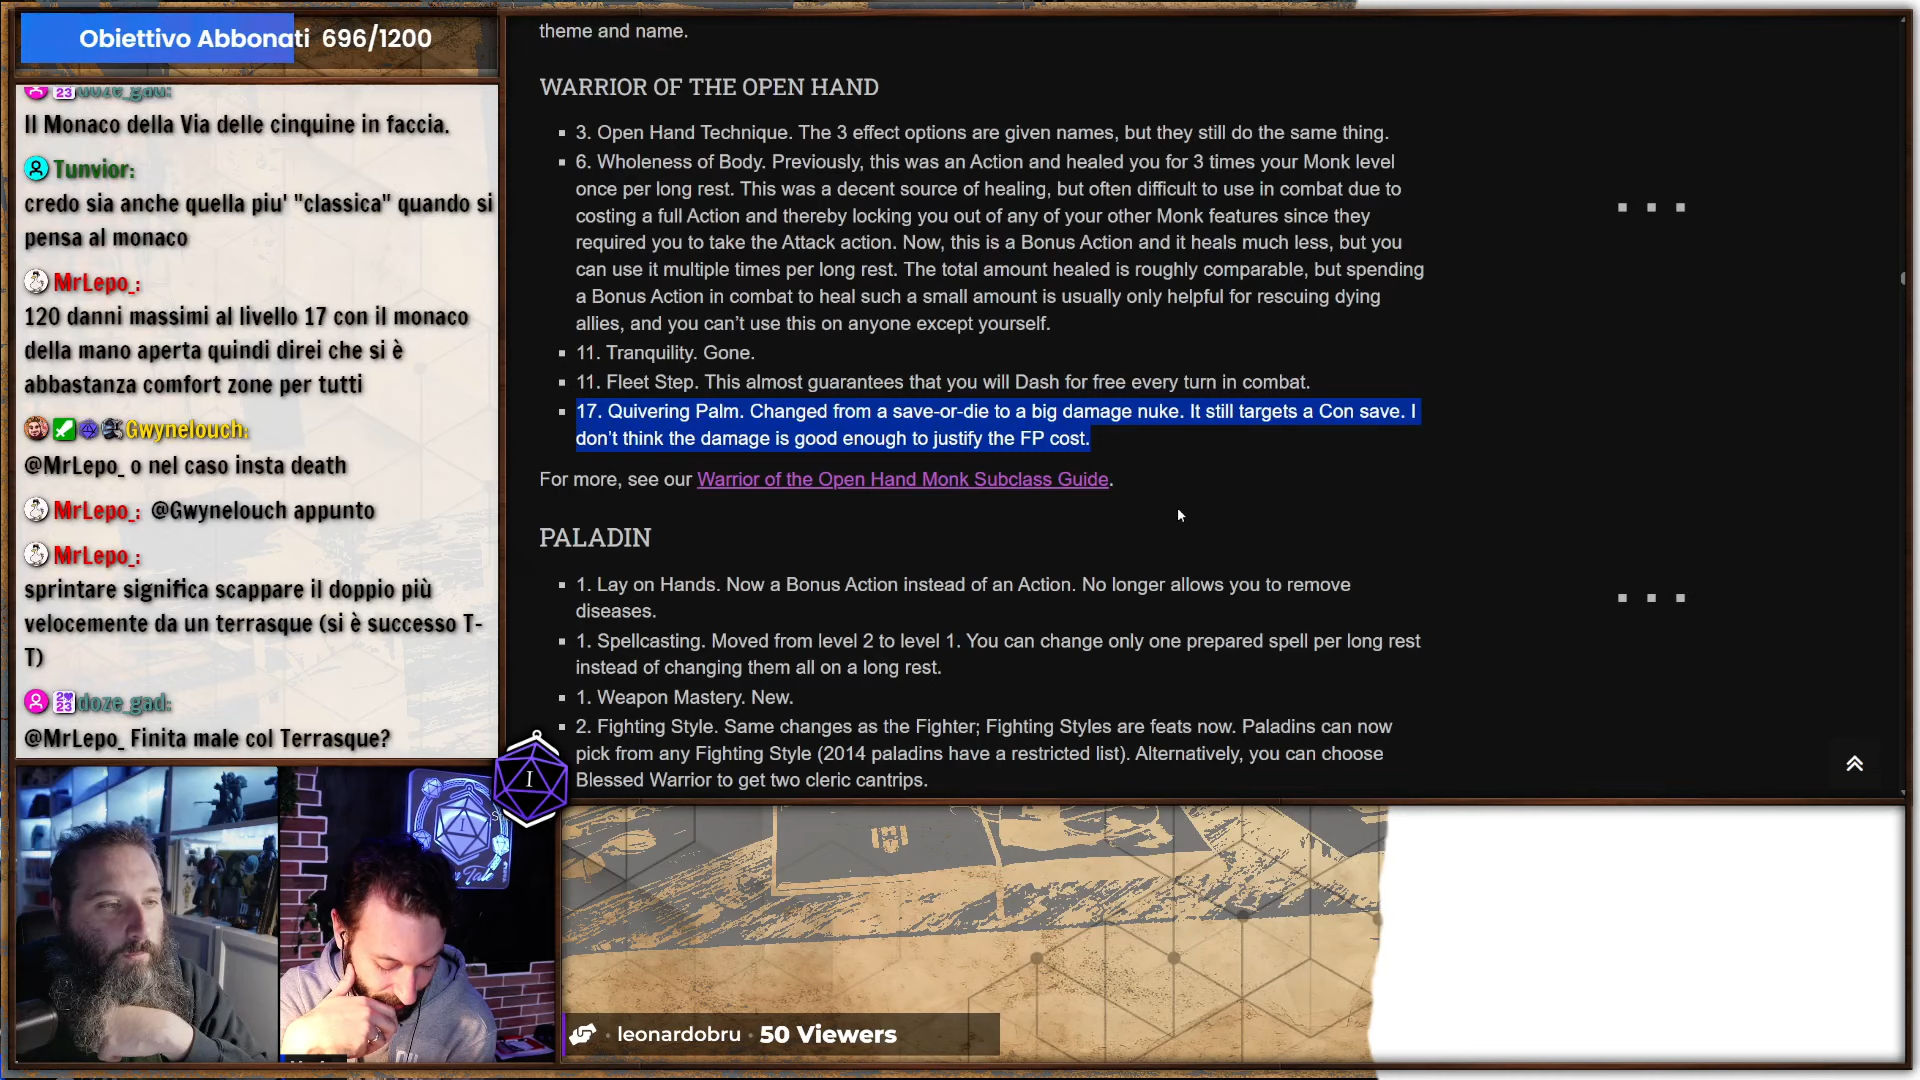 Obiettivo Abbonati 696/1200
23 doze_gad:
Il Monaco della Via delle cinquine in faccia.
Tunvior:
credo sia anche quella piu' "classica" quando si
pensa al monaco
MrLepo_:
120 danni massimi al livello 17 con il monaco
della mano aperta quindi direi che si è
abbastanza comfort zone per tutti
Gwynelouch:
@MrLepo_ o nel caso insta death
MrLepo_: @Gwynelouch appunto
MrLepo_:
sprintare significa scappare il doppio più
velocemente da un terrasque (si è successo T-
T)
doze_gad:
@MrLepo_ Finita male col Terrasque?
theme and name.
WARRIOR OF THE OPEN HAND
3. Open Hand Technique. The 3 effect options are given names, but they still do the same thing.
6. Wholeness of Body. Previously, this was an Action and healed you for 3 times your Monk level
once per long rest. This was a decent source of healing, but often difficult to use in combat due to
costing a full Action and thereby locking you out of any of your other Monk features since they
required you to take the Attack action. Now, this is a Bonus Action and it heals much less, but you
can use it multiple times per long rest. The total amount healed is roughly comparable, but spending
a Bonus Action in combat to heal such a small amount is usually only helpful for rescuing dying
allies, and you can’t use this on anyone except yourself.
11. Tranquility. Gone.
11. Fleet Step. This almost guarantees that you will Dash for free every turn in combat.
17. Quivering Palm. Changed from a save-or-die to a big damage nuke. It still targets a Con save. I
don’t think the damage is good enough to justify the FP cost.
For more, see our Warrior of the Open Hand Monk Subclass Guide.
PALADIN
1. Lay on Hands. Now a Bonus Action instead of an Action. No longer allows you to remove
diseases.
1. Spellcasting. Moved from level 2 to level 1. You can change only one prepared spell per long rest
instead of changing them all on a long rest.
1. Weapon Mastery. New.
2. Fighting Style. Same changes as the Fighter; Fighting Styles are feats now. Paladins can now
pick from any Fighting Style (2014 paladins have a restricted list). Alternatively, you can choose
Blessed Warrior to get two cleric cantrips.
I
leonardobru · 50 Viewers